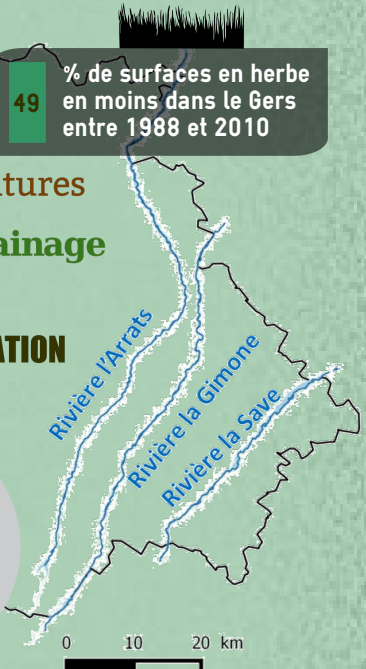 49
% de surfaces en herbe
en moins dans le Gers
entre 1988 et 2010
tures
ainage
ATION
Rivière l'Arrats
Rivière la Gimone
Rivière la Save
0 10 20 km